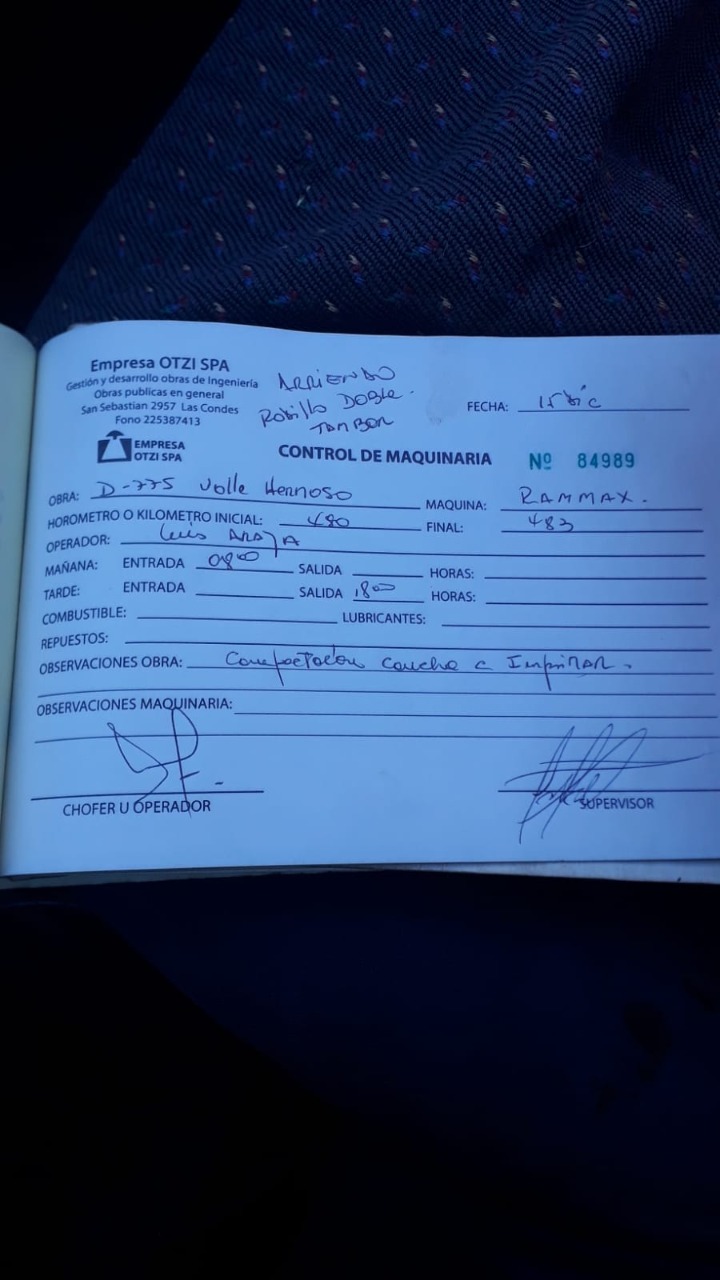 Empresa OTZI SPA
Gestión y desarrollo obras de Ingeniería
Obras publicas en general
San Sebastian 2957 Las Condes
Fono 225387413
EMPRESA
OTZI SPA
ARRIENDO
Rodillo Doble.
TAMBOR
FECHA: 15 Dic
CONTROL DE MAQUINARIA Nº 84989
OBRA: D-775 Valle Hermoso MAQUINA: RAMMAX.
HOROMETRO O KILOMETRO INICIAL: 480 FINAL: 483
OPERADOR: Luis ARAYA
MAÑANA: ENTRADA 0800 SALIDA HORAS:
TARDE: ENTRADA SALIDA 1800 HORAS:
COMBUSTIBLE: LUBRICANTES:
REPUESTOS:
OBSERVACIONES OBRA: Compactación cancha a ImpRIMAR.
OBSERVACIONES MAQUINARIA:
CHOFER U OPERADOR SUPERVISOR